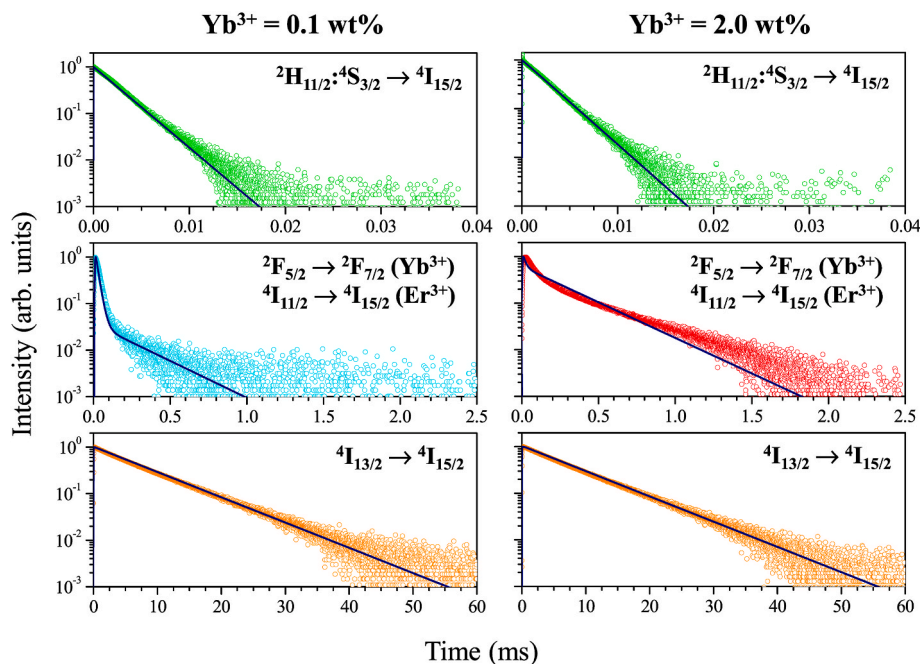 Yb³⁺ = 0.1 wt%
Yb³⁺ = 2.0 wt%
Intensity (arb. units)
10⁰
10⁻¹
10⁻²
10⁻³
²H₁₁/₂:⁴S₃/₂ → ⁴I₁₅/₂
0.00 0.01 0.02 0.03 0.04
²H₁₁/₂:⁴S₃/₂ → ⁴I₁₅/₂
0.00 0.01 0.02 0.03 0.04
10⁰
10⁻¹
10⁻²
10⁻³
²F₅/₂ → ²F₇/₂ (Yb³⁺)
⁴I₁₁/₂ → ⁴I₁₅/₂ (Er³⁺)
0.0 0.5 1.0 1.5 2.0 2.5
²F₅/₂ → ²F₇/₂ (Yb³⁺)
⁴I₁₁/₂ → ⁴I₁₅/₂ (Er³⁺)
0.0 0.5 1.0 1.5 2.0 2.5
10⁰
10⁻¹
10⁻²
10⁻³
⁴I₁₃/₂ → ⁴I₁₅/₂
0 10 20 30 40 50 60
⁴I₁₃/₂ → ⁴I₁₅/₂
0 10 20 30 40 50 60
Time (ms)